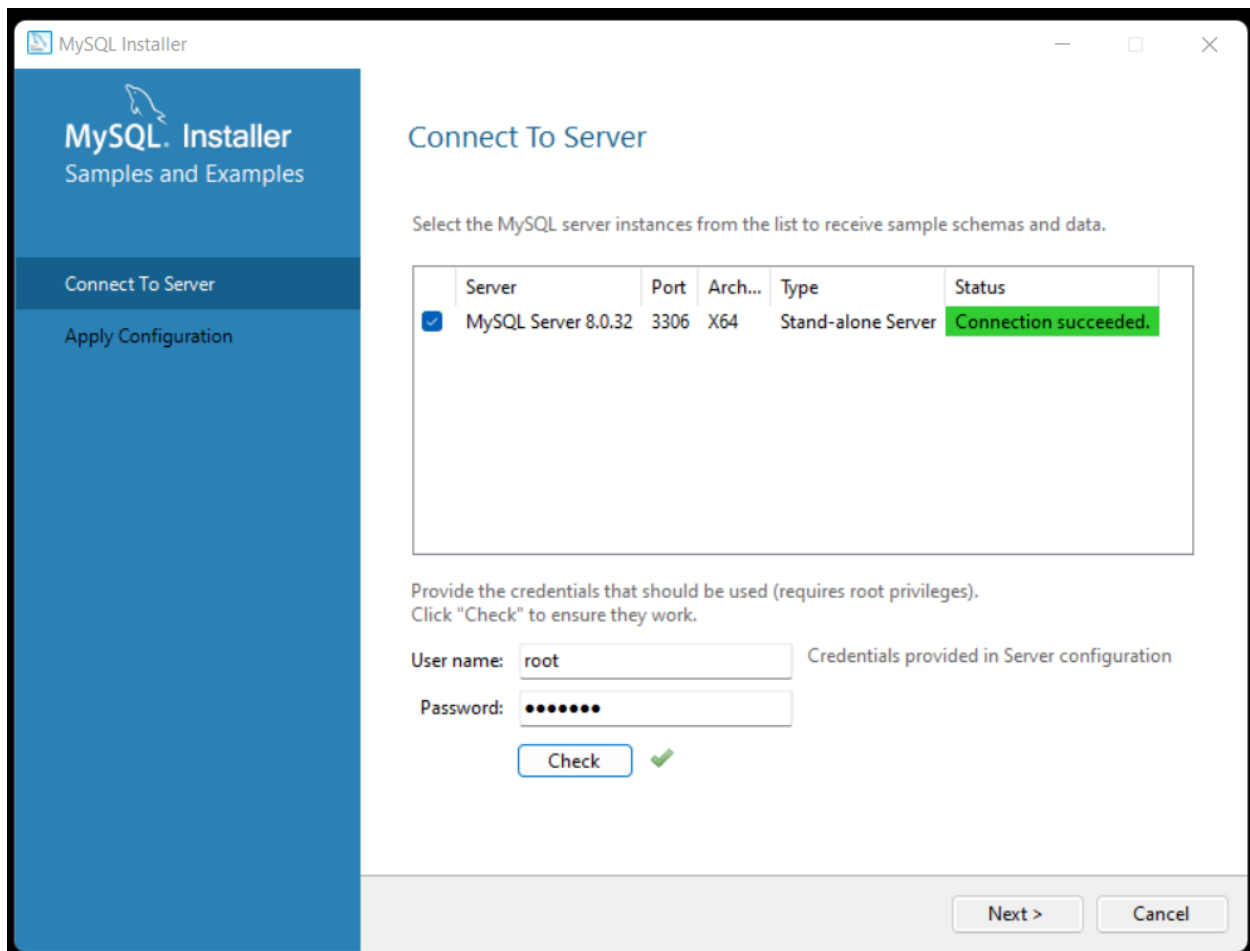 MySQL Installer
MySQL. Installer
Samples and Examples
Connect To Server
Apply Configuration
Connect To Server
Select the MySQL server instances from the list to receive sample schemas and data.
Server Port Arch... Type Status
MySQL Server 8.0.32 3306 X64 Stand-alone Server Connection succeeded.
Provide the credentials that should be used (requires root privileges).
Click "Check" to ensure they work.
User name: root Credentials provided in Server configuration
Password: •••••••
Check
Next > Cancel